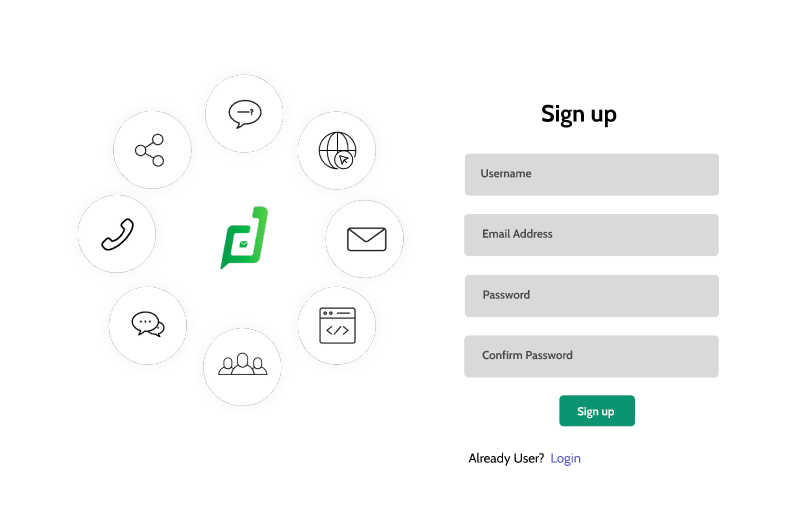 Sign up
Username
Email Address
Password
Confirm Password
Sign up
Already User? Login